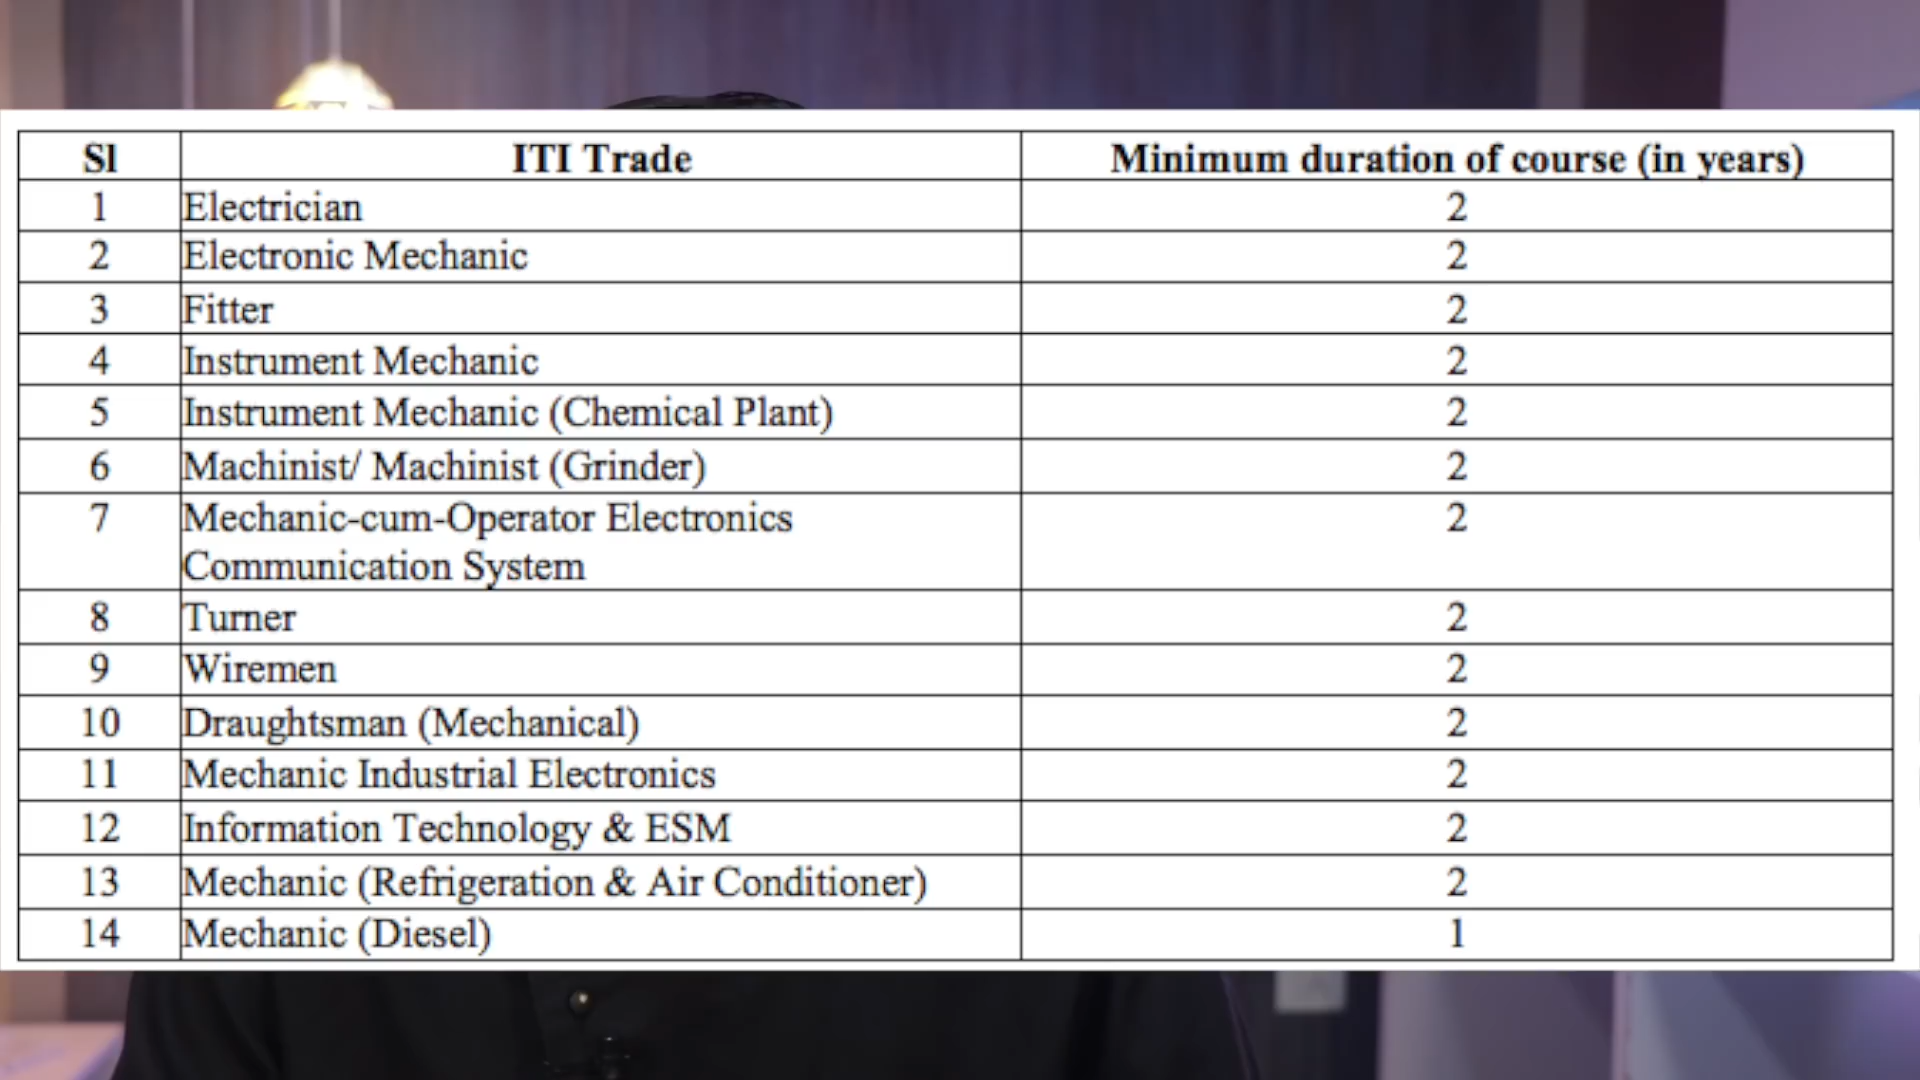 Sl ITI Trade Minimum duration of course (in years)
1 Electrician 2
2 Electronic Mechanic 2
3 Fitter 2
4 Instrument Mechanic 2
5 Instrument Mechanic (Chemical Plant) 2
6 Machinist/ Machinist (Grinder) 2
7 Mechanic-cum-Operator Electronics 2
Communication System
8 Turner 2
9 Wiremen 2
10 Draughtsman (Mechanical) 2
11 Mechanic Industrial Electronics 2
12 Information Technology & ESM 2
13 Mechanic (Refrigeration & Air Conditioner) 2
14 Mechanic (Diesel) 1